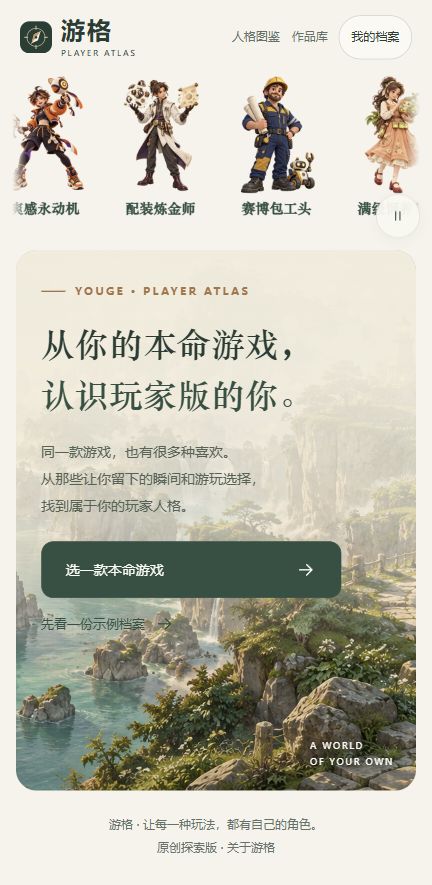 游格
PLAYER ATLAS
人格图鉴
作品库
我的档案
感永动机
配装炼金师
赛博包工头
满级
YOUGE • PLAYER ATLAS
从你的本命游戏，
认识玩家版的你。
同一款游戏，也有很多种喜欢。
从那些让你留下的瞬间和游玩选择，
找到属于你的玩家人格。
选一款本命游戏 →
先看一份示例档案 →
A WORLD
OF YOUR OWN
游格 · 让每一种玩法，都有自己的角色。
原创探索版 · 关于游格